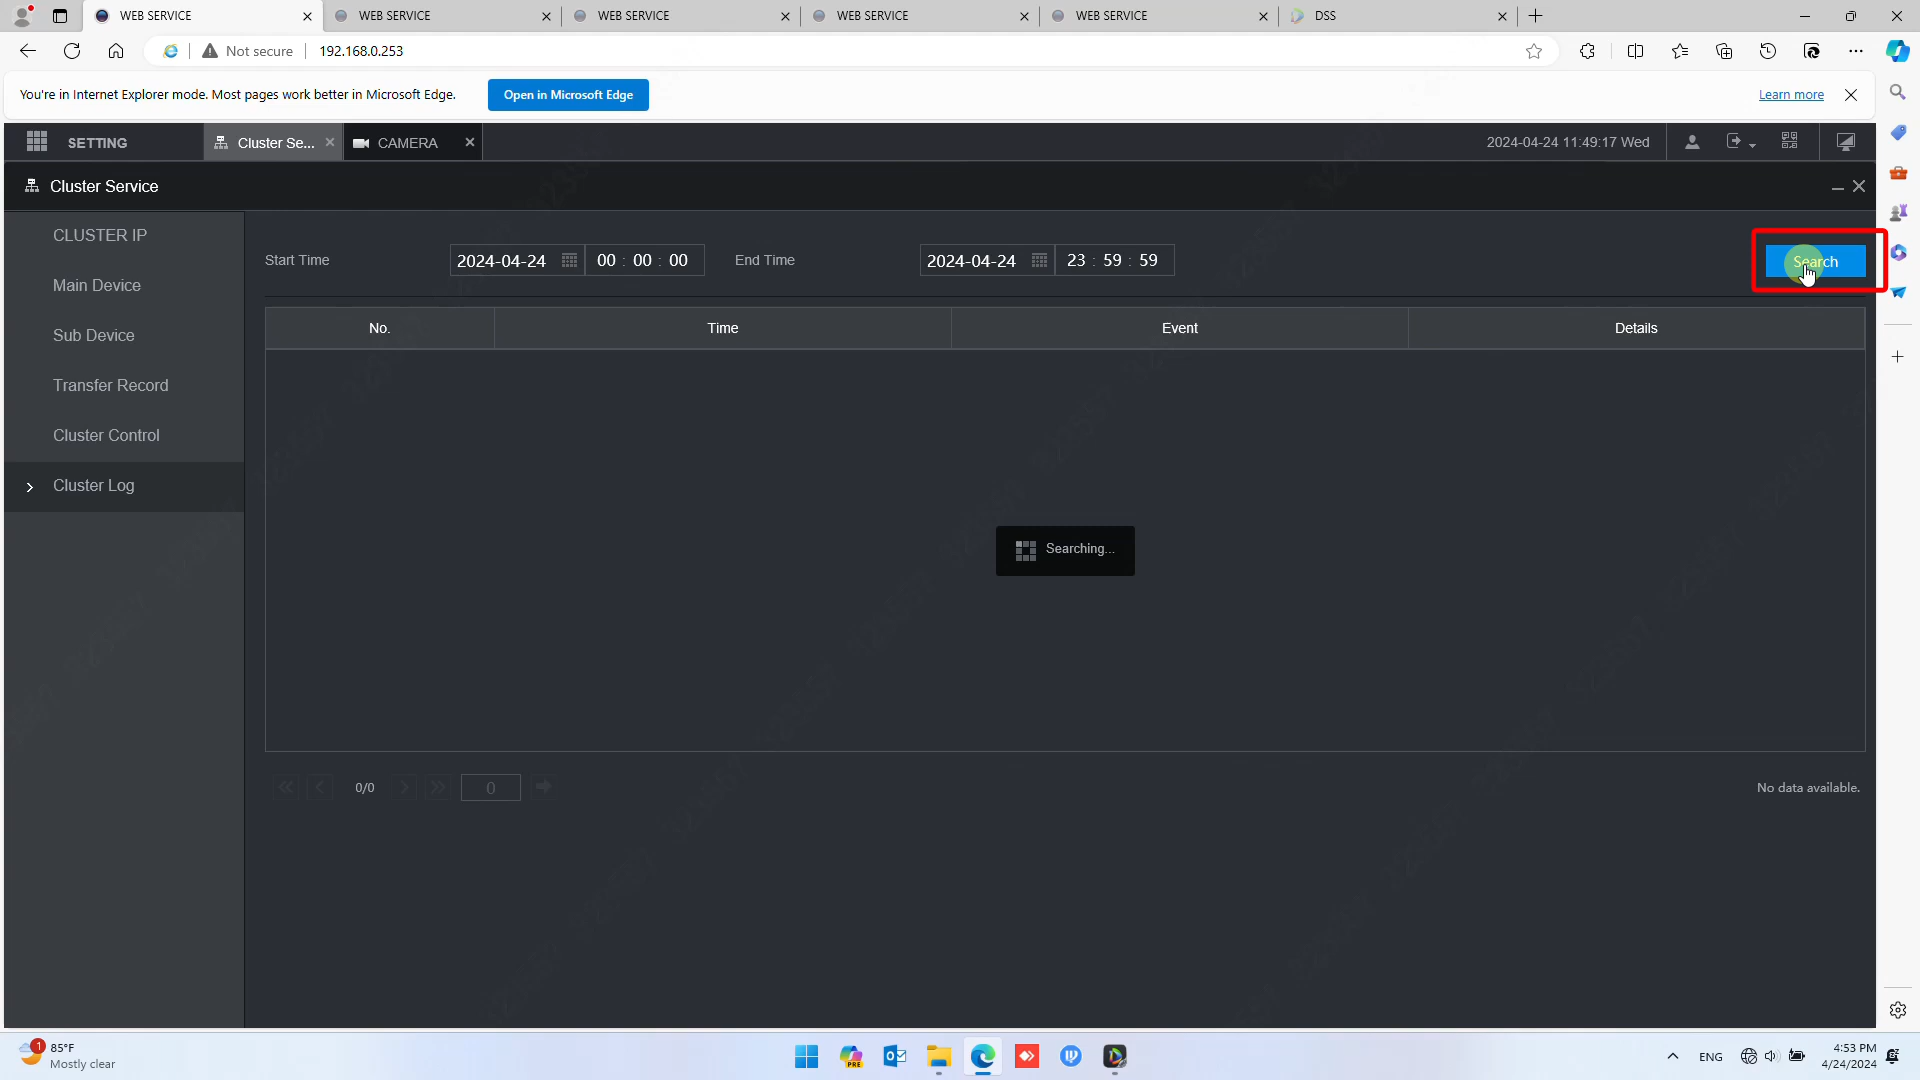 WEB SERVICE
WEB SERVICE
WEB SERVICE
WEB SERVICE
WEB SERVICE
DSS
Not secure
192.168.0.253
You're in Internet Explorer mode. Most pages work better in Microsoft Edge.
Open in Microsoft Edge
Learn more
SETTING
Cluster Se...
CAMERA
2024-04-24 11:49:17 Wed
Cluster Service
CLUSTER IP
Main Device
Sub Device
Transfer Record
Cluster Control
Cluster Log
Start Time
2024-04-24
00 : 00 : 00
End Time
2024-04-24
23 : 59 : 59
Search
No.
Time
Event
Details
Searching...
0/0
0
No data available.
1
85°F
Mostly clear
PRE
ENG
4:53 PM
4/24/2024